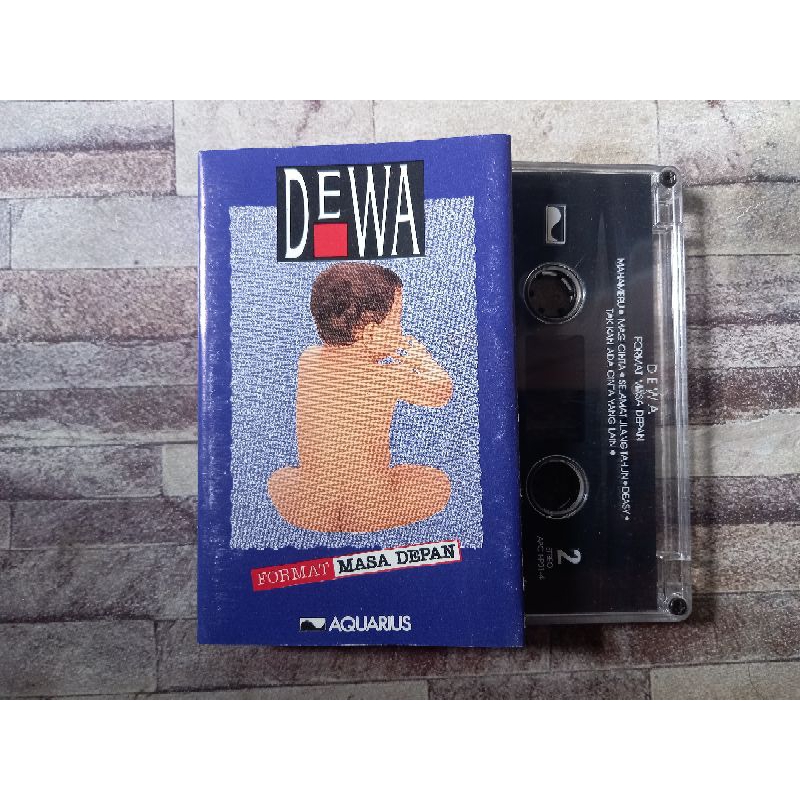 DEWA
FORMAT MASA DEPAN
AQUARIUS
DEWA
FORMAT MASA DEPAN
MAHAMERU • MAS CINTA • SELAMAT ULANG TAHUN • DEASY •
TAK KAN ADA CINTA YANG LAIN •
2
STEREO